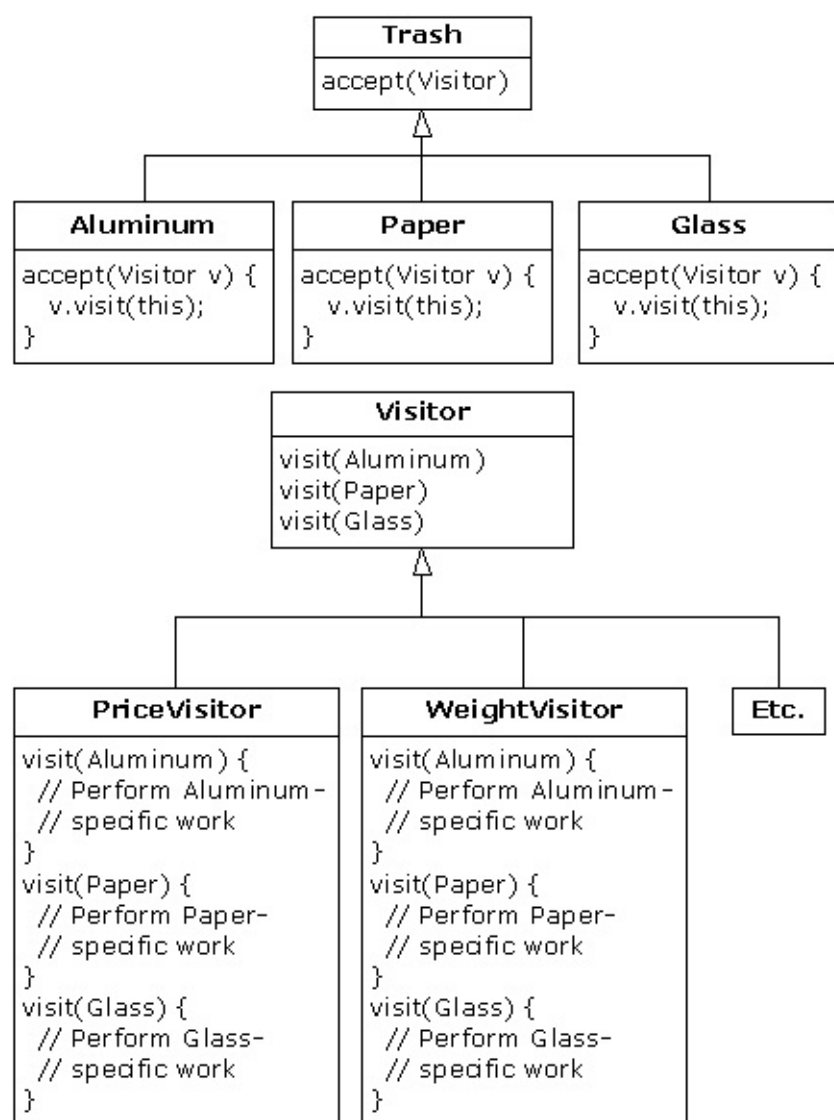 Trash
accept(Visitor)
Aluminum
accept(Visitor v) {
v.visit(this);
}
Paper
accept(Visitor v) {
v.visit(this);
}
Glass
accept(Visitor v) {
v.visit(this);
}
Visitor
visit(Aluminum)
visit(Paper)
visit(Glass)
PriceVisitor
visit(Aluminum) {
// Perform Aluminum-
// specific work
}
visit(Paper) {
// Perform Paper-
// specific work
}
visit(Glass) {
// Perform Glass-
// specific work
}
WeightVisitor
visit(Aluminum) {
// Perform Aluminum-
// specific work
}
visit(Paper) {
// Perform Paper-
// specific work
}
visit(Glass) {
// Perform Glass-
// specific work
}
Etc.